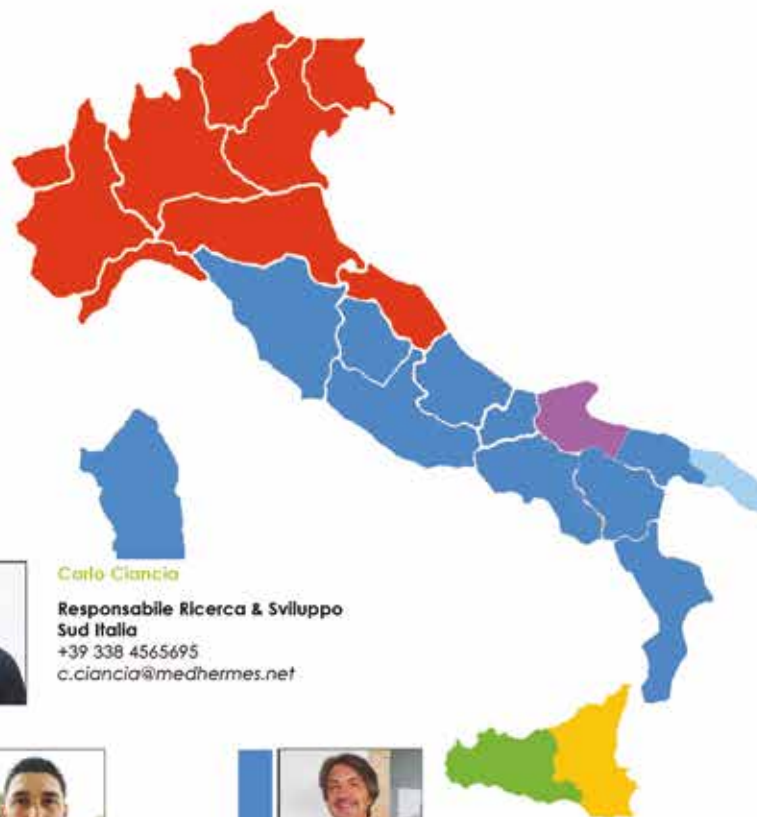 Carlo Ciancia
Responsabile Ricerca & Sviluppo
Sud Italia
+39 338 4565695
c.ciancia@medhermes.net